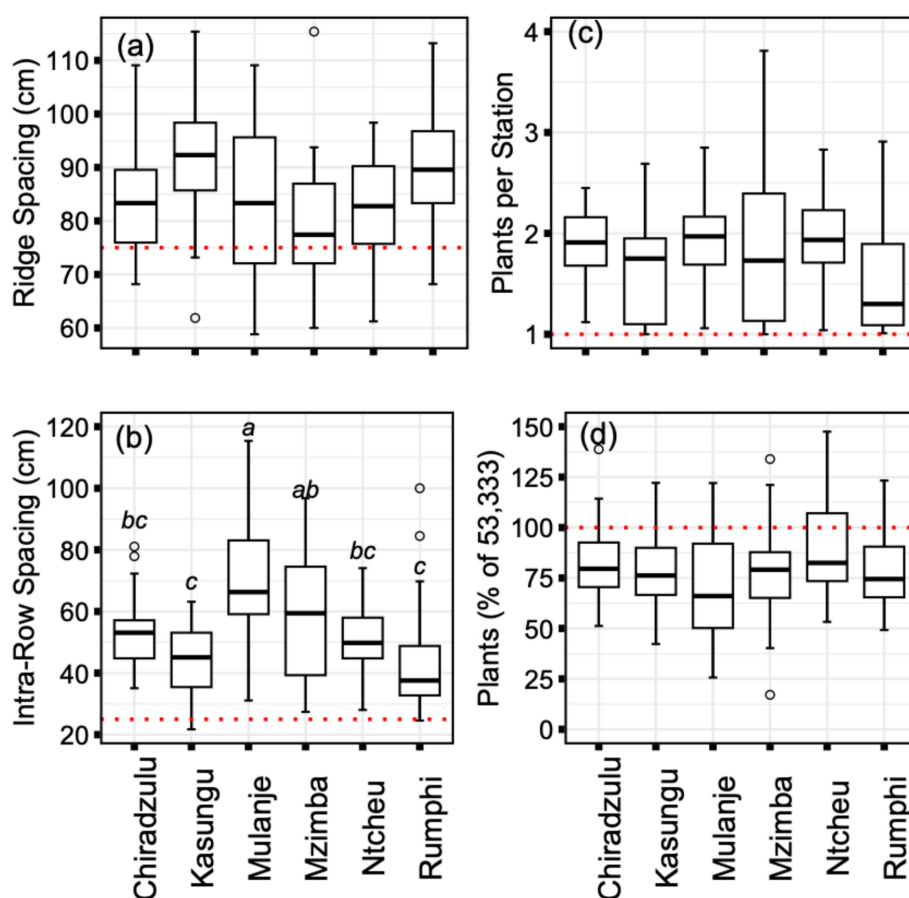 (a)
Ridge Spacing (cm)
110
100
90
80
70
60
(c)
Plants per Station
4
3
2
1
(b)
Intra-Row Spacing (cm)
120
100
80
60
40
20
bc
c
a
ab
bc
c
Chiradzulu
Kasungu
Mulanje
Mzimba
Ntcheu
Rumphi
(d)
Plants (% of 53,333)
150
125
100
75
50
25
0
Chiradzulu
Kasungu
Mulanje
Mzimba
Ntcheu
Rumphi